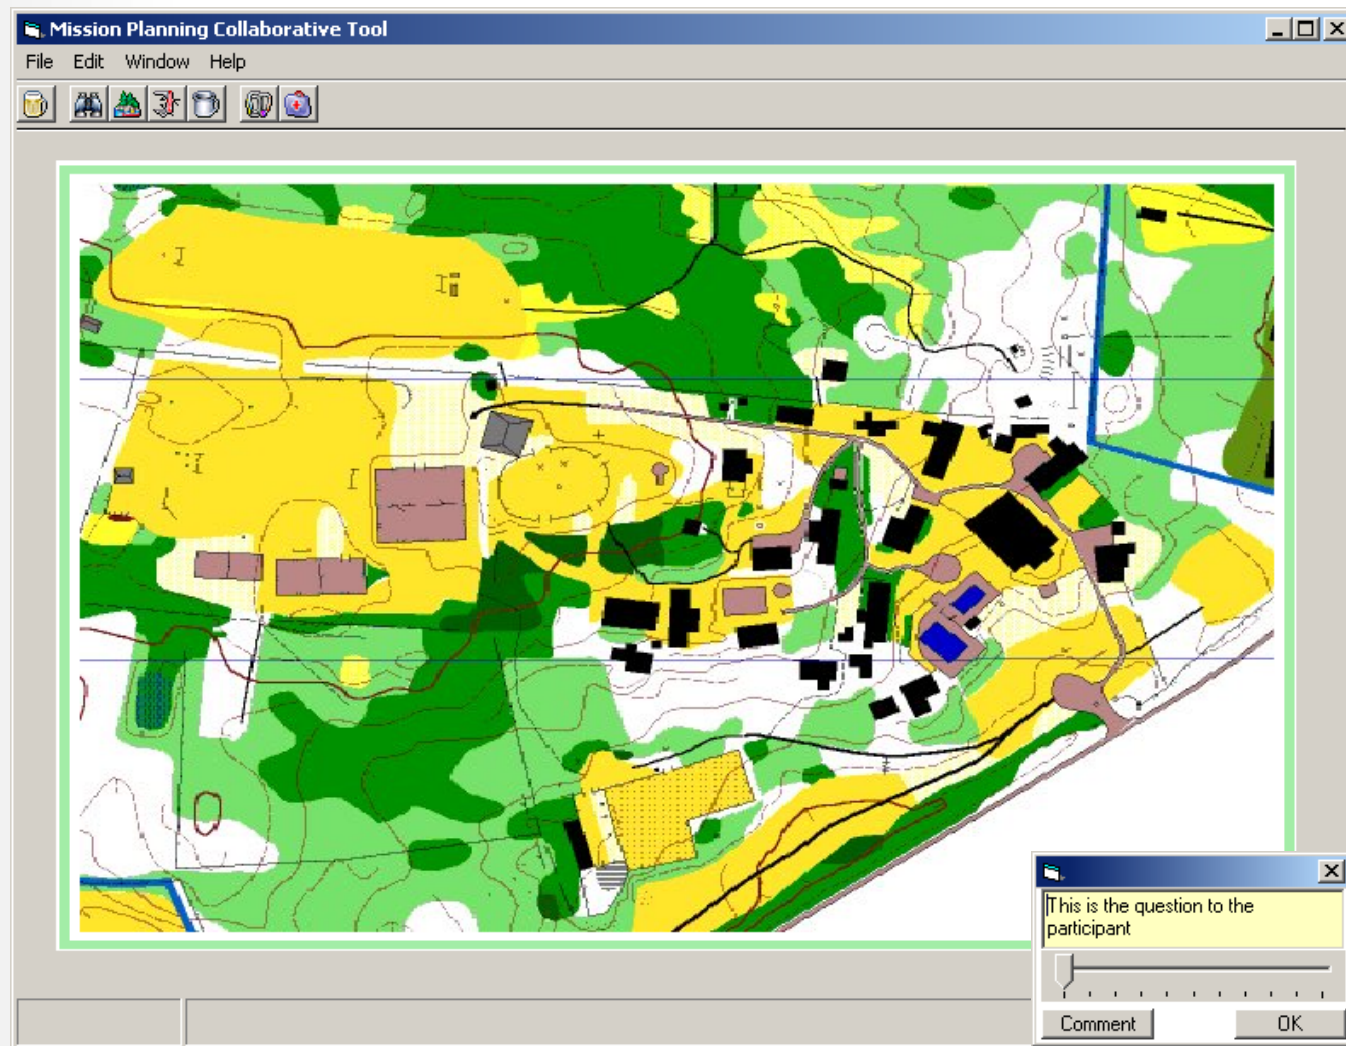 Mission Planning Collaborative Tool
File Edit Window Help
This is the question to the
participant
Comment OK